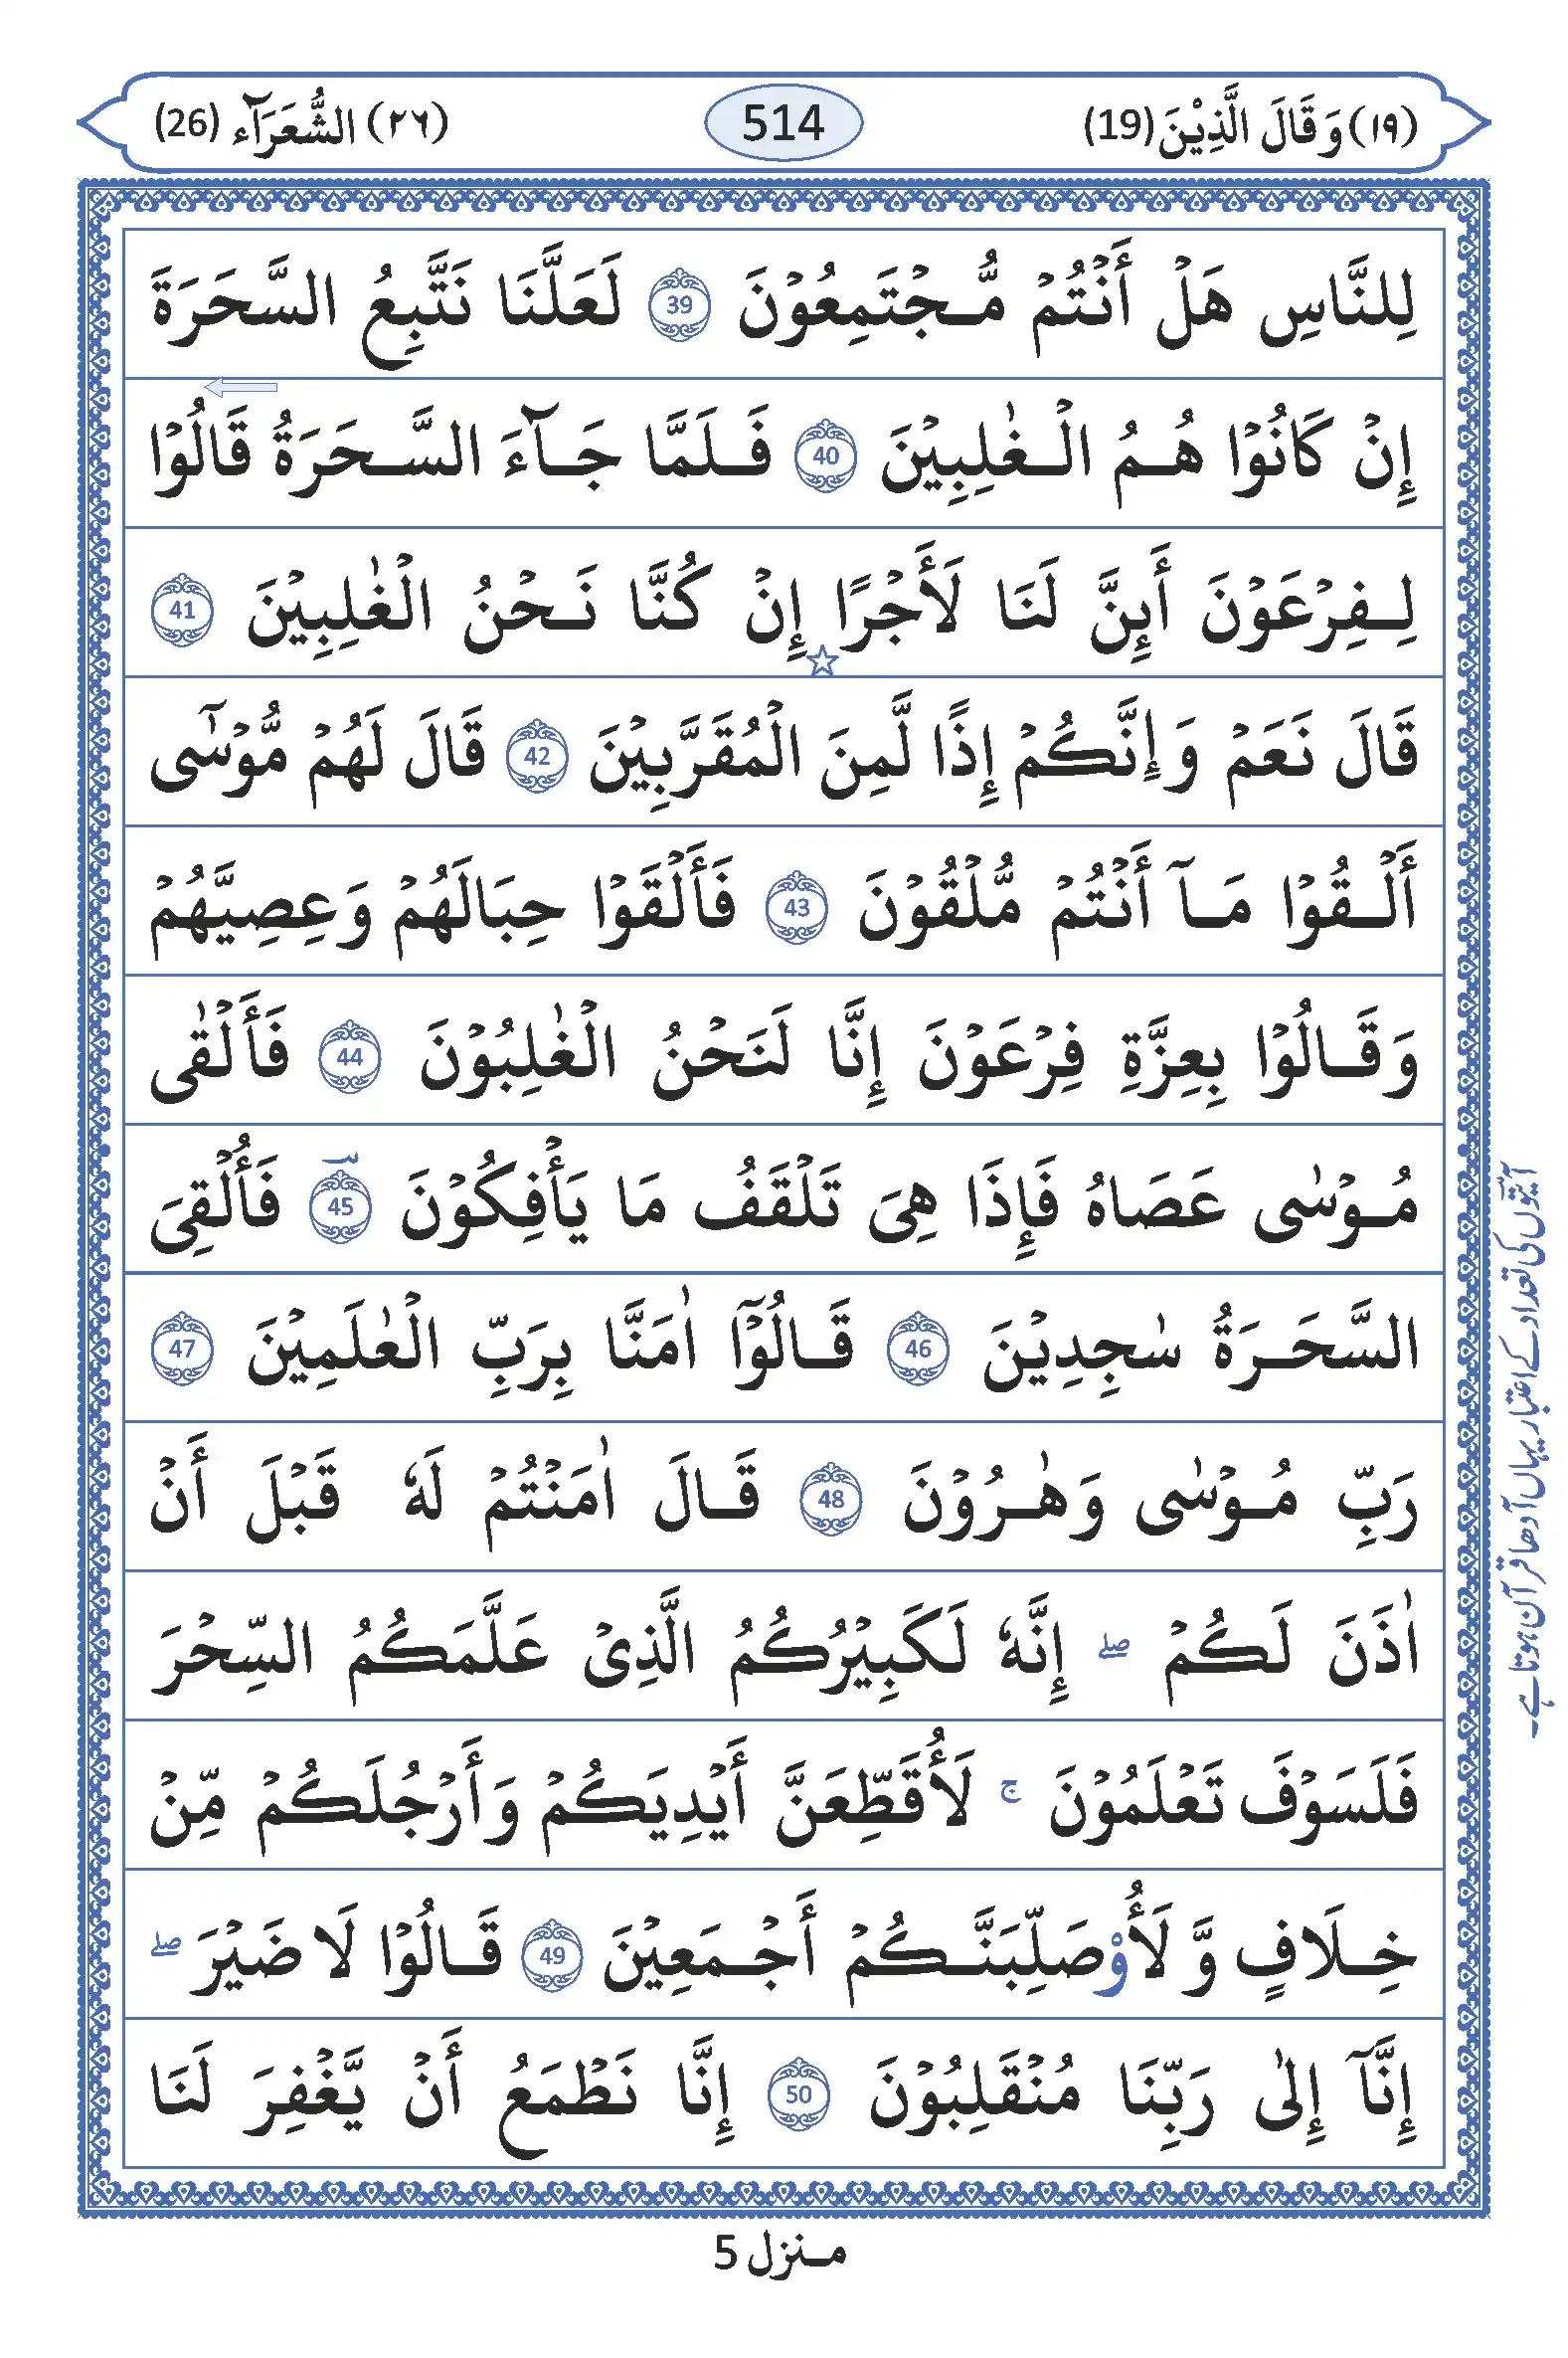 (١٩) وَقَالَ الَّذِيْنَ (19)
514
(٢٦) الشُّعَرَآء (26)
لِلنَّاسِ هَلْ أَنْتُمْ مُّجْتَمِعُوْنَ 39 لَعَلَّنَا نَتَّبِعُ السَّحَرَةَ
إِنْ كَانُوْا هُمُ الْغٰلِبِيْنَ 40 فَلَمَّا جَآءَ السَّحَرَةُ قَالُوْا
لِفِرْعَوْنَ أَىِٕنَّ لَنَا لَأَجْرًا إِنْ كُنَّا نَحْنُ الْغٰلِبِيْنَ 41
قَالَ نَعَمْ وَإِنَّكُمْ إِذًا لَّمِنَ الْمُقَرَّبِيْنَ 42 قَالَ لَهُمْ مُّوْسٰٓى
أَلْقُوْا مَآ أَنْتُمْ مُّلْقُوْنَ 43 فَأَلْقَوْا حِبَالَهُمْ وَعِصِيَّهُمْ
وَقَالُوْا بِعِزَّةِ فِرْعَوْنَ إِنَّا لَنَحْنُ الْغٰلِبُوْنَ 44 فَأَلْقٰى
مُوْسٰى عَصَاهُ فَإِذَا هِىَ تَلْقَفُ مَا يَأْفِكُوْنَ 45 فَأُلْقِىَ
السَّحَرَةُ سٰجِدِيْنَ 46 قَالُوْٓا اٰمَنَّا بِرَبِّ الْعٰلَمِيْنَ 47
رَبِّ مُوْسٰى وَهٰرُوْنَ 48 قَالَ اٰمَنْتُمْ لَهٗ قَبْلَ أَنْ
اٰذَنَ لَكُمْ ۖ إِنَّهٗ لَكَبِيْرُكُمُ الَّذِىْ عَلَّمَكُمُ السِّحْرَ
فَلَسَوْفَ تَعْلَمُوْنَ ۚ لَأُقَطِّعَنَّ أَيْدِيَكُمْ وَأَرْجُلَكُمْ مِّنْ
خِلَافٍ وَّلَأُوْصَلِّبَنَّكُمْ أَجْمَعِيْنَ 49 قَالُوْا لَا ضَيْرَ ۖ
إِنَّآ إِلٰى رَبِّنَا مُنْقَلِبُوْنَ 50 إِنَّا نَطْمَعُ أَنْ يَّغْفِرَ لَنَا
آیتوں کی تعداد کے اعتبار یہاں آدھا قرآن ہوتا ہے۔
منزل 5